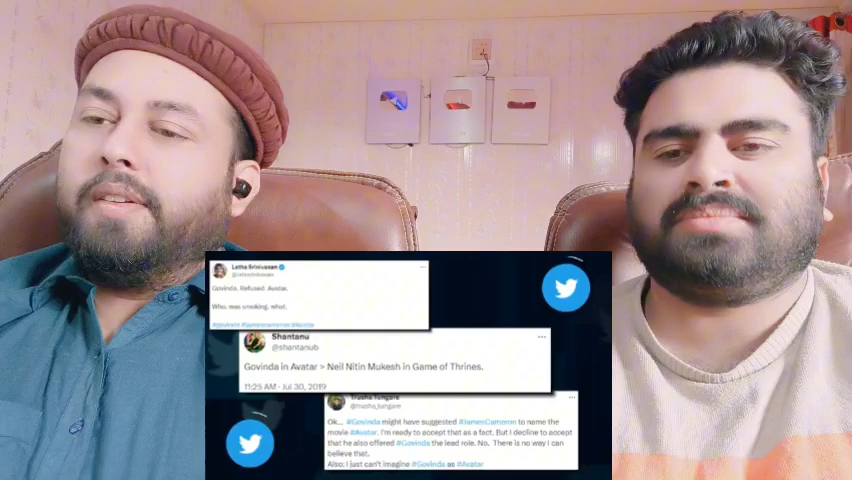 Latha Srinivasan
@latasrinivasan
Govinda. Refused. Avatar.
Who. was smoking. what.
#govinda #jamescameron #Avatar
Shantanu
@shantanub
Govinda in Avatar > Neil Nitin Mukesh in Game of Thrines.
11:25 AM - Jul 30, 2019
Trusha Tungare
@trusha_tungare
Ok... #Govinda might have suggested #JamesCameron to name the
movie #Avatar. I'm ready to accept that as a fact. But I decline to accept
that he also offered #Govinda the lead role. No. There is no way I can
believe that.
Also: I just can't imagine #Govinda as #Avatar